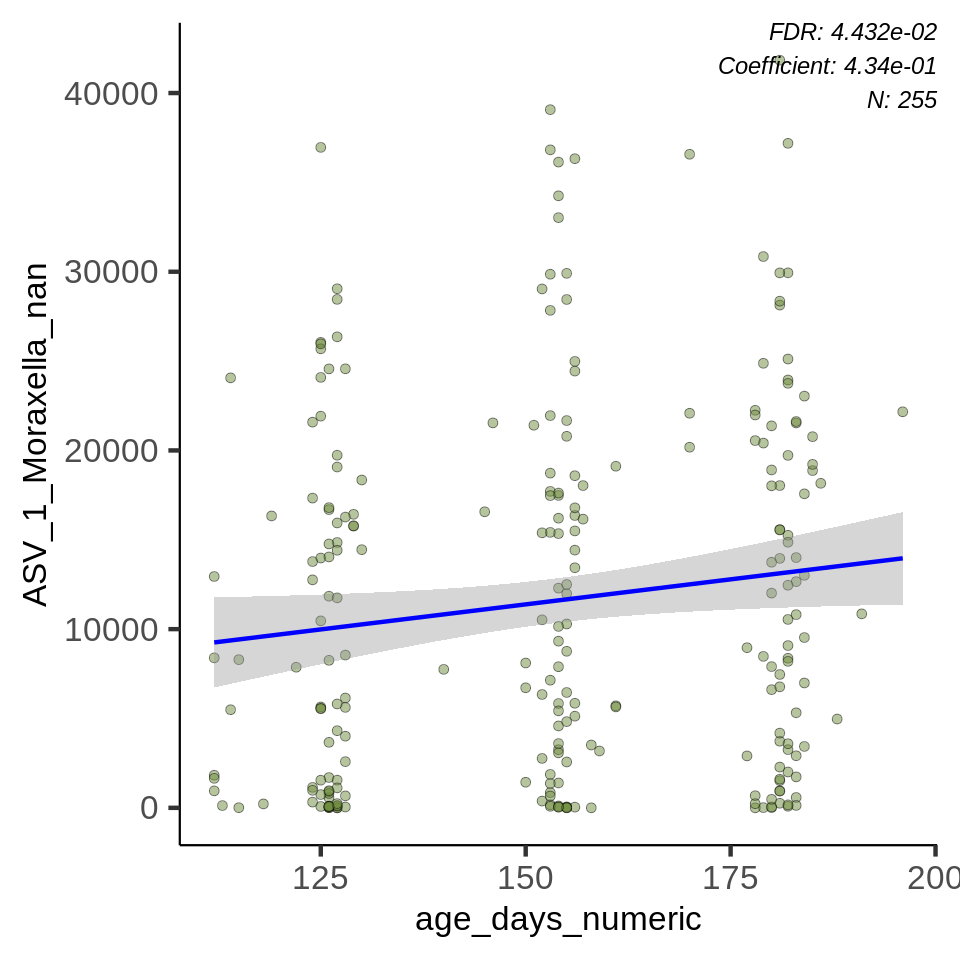 FDR: 4.432e-02
Coefficient: 4.34e-01
N: 255
40000
30000
20000
10000
0
ASV_1_Moraxella_nan
125 150 175 200
age_days_numeric